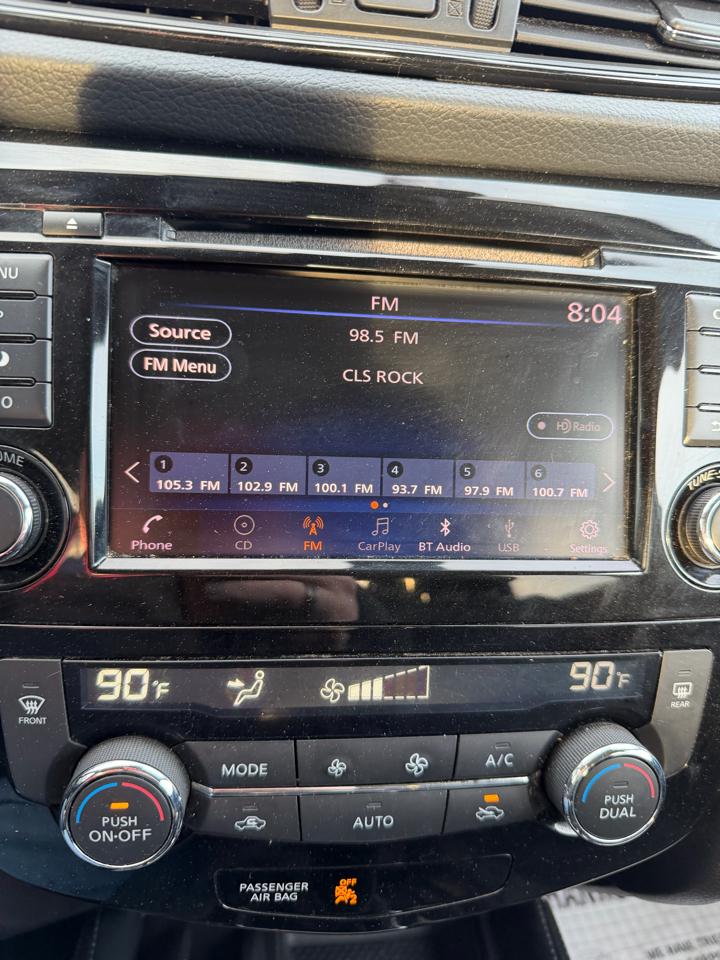 NU
FM
8:04
Source
98.5 FM
FM Menu
CLS ROCK
HD Radio
1 2 3 4 5 6
105.3 FM 102.9 FM 100.1 FM 93.7 FM 97.9 FM 100.7 FM
Phone CD FM CarPlay BT Audio USB Settings
TUNE
90°F
90°F
FRONT
REAR
MODE
A/C
PUSH
ON·OFF
AUTO
PUSH
DUAL
PASSENGER
AIR BAG
OFF
2